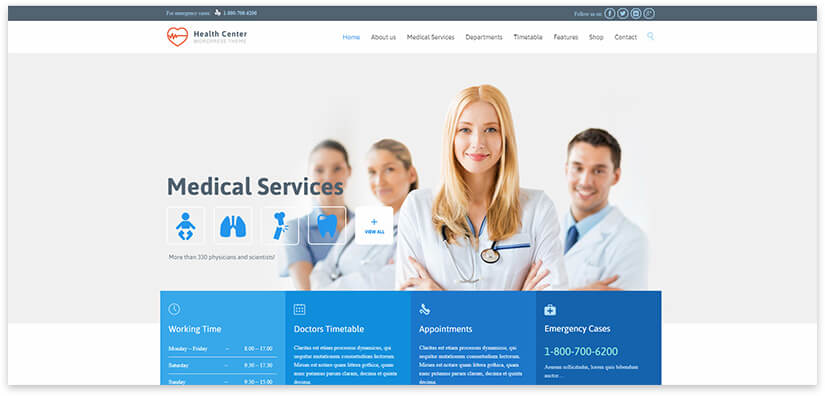 For emergency cases: 1-800-700-6200
Follow us on:
Health Center
WORDPRESS THEME
Home About us Medical Services Departments Timetable Features Shop Contact
Medical Services
VIEW ALL
More than 330 physicians and scientists!
Working Time
Monday – Friday – 8.00 – 17.00
Saturday – 9.30 – 17.30
Sunday – 9.30 – 15.00
Doctors Timetable
Claritas est etiam processus dynamicus, qui
sequitur mutationem consuetudium lectorum.
Mirum est notare quam littera gothica, quam
nunc putamus parum claram, decima et quinta
decima.
Appointments
Claritas est etiam processus dynamicus, qui
sequitur mutationem consuetudium lectorum.
Mirum est notare quam littera gothica, quam
nunc putamus parum claram, decima et quinta
decima.
Emergency Cases
1-800-700-6200
Aenean sollicitudin, lorem quis bibendum
auctor ...